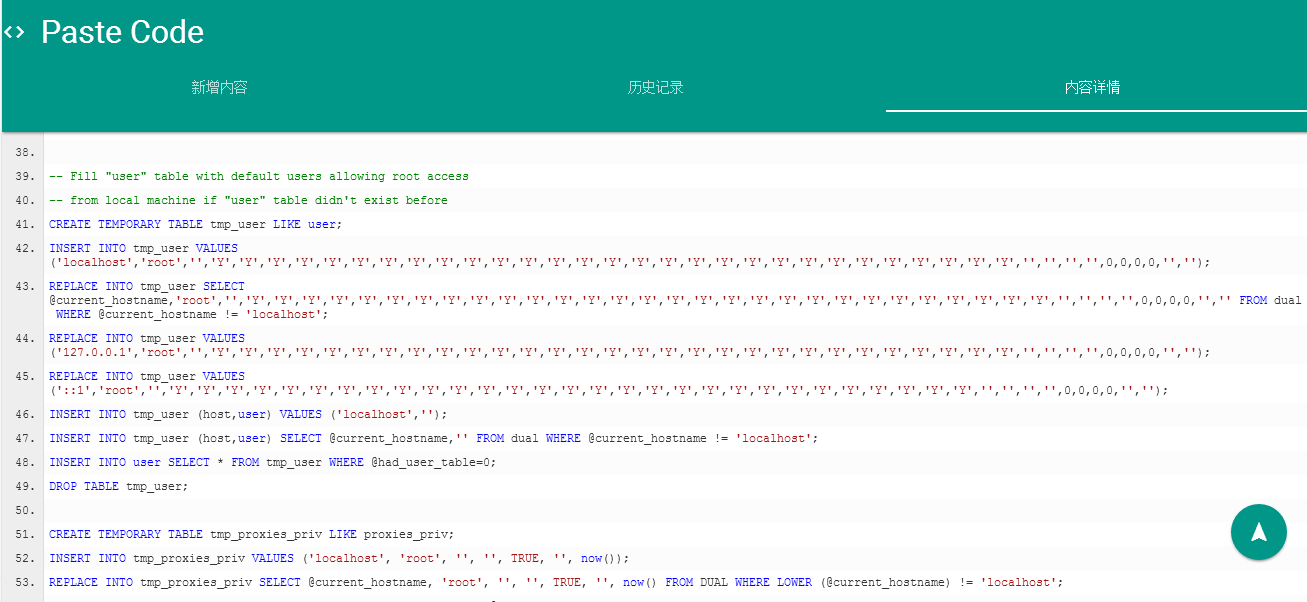 <> Paste Code
新增内容 历史记录 内容详情
38.
39. -- Fill "user" table with default users allowing root access
40. -- from local machine if "user" table didn't exist before
41. CREATE TEMPORARY TABLE tmp_user LIKE user;
42. INSERT INTO tmp_user VALUES
('localhost','root','','Y','Y','Y','Y','Y','Y','Y','Y','Y','Y','Y','Y','Y','Y','Y','Y','Y','Y','Y','Y','Y','Y','Y','Y','Y','Y','Y','Y','Y','','','','',0,0,0,0,'','');
43. REPLACE INTO tmp_user SELECT
@current_hostname,'root','','Y','Y','Y','Y','Y','Y','Y','Y','Y','Y','Y','Y','Y','Y','Y','Y','Y','Y','Y','Y','Y','Y','Y','Y','Y','Y','Y','Y','Y','','','','',0,0,0,0,'','' FROM dual
WHERE @current_hostname != 'localhost';
44. REPLACE INTO tmp_user VALUES
('127.0.0.1','root','','Y','Y','Y','Y','Y','Y','Y','Y','Y','Y','Y','Y','Y','Y','Y','Y','Y','Y','Y','Y','Y','Y','Y','Y','Y','Y','Y','Y','Y','','','','',0,0,0,0,'','');
45. REPLACE INTO tmp_user VALUES
('::1','root','','Y','Y','Y','Y','Y','Y','Y','Y','Y','Y','Y','Y','Y','Y','Y','Y','Y','Y','Y','Y','Y','Y','Y','Y','Y','Y','Y','Y','Y','','','','',0,0,0,0,'','');
46. INSERT INTO tmp_user (host,user) VALUES ('localhost','');
47. INSERT INTO tmp_user (host,user) SELECT @current_hostname,'' FROM dual WHERE @current_hostname != 'localhost';
48. INSERT INTO user SELECT * FROM tmp_user WHERE @had_user_table=0;
49. DROP TABLE tmp_user;
50.
51. CREATE TEMPORARY TABLE tmp_proxies_priv LIKE proxies_priv;
52. INSERT INTO tmp_proxies_priv VALUES ('localhost', 'root', '', '', TRUE, '', now());
53. REPLACE INTO tmp_proxies_priv SELECT @current_hostname, 'root', '', '', TRUE, '', now() FROM DUAL WHERE LOWER (@current_hostname) != 'localhost';